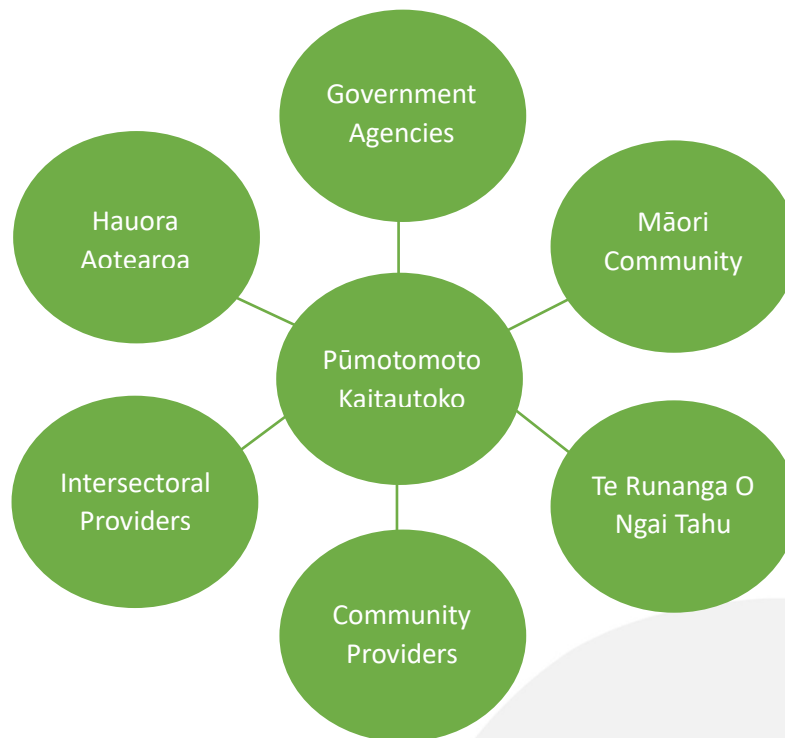 Government
Agencies
Hauora
Aotearoa
Māori
Community
Pūmotomoto
Kaitautoko
Intersectoral
Providers
Te Runanga O
Ngai Tahu
Community
Providers